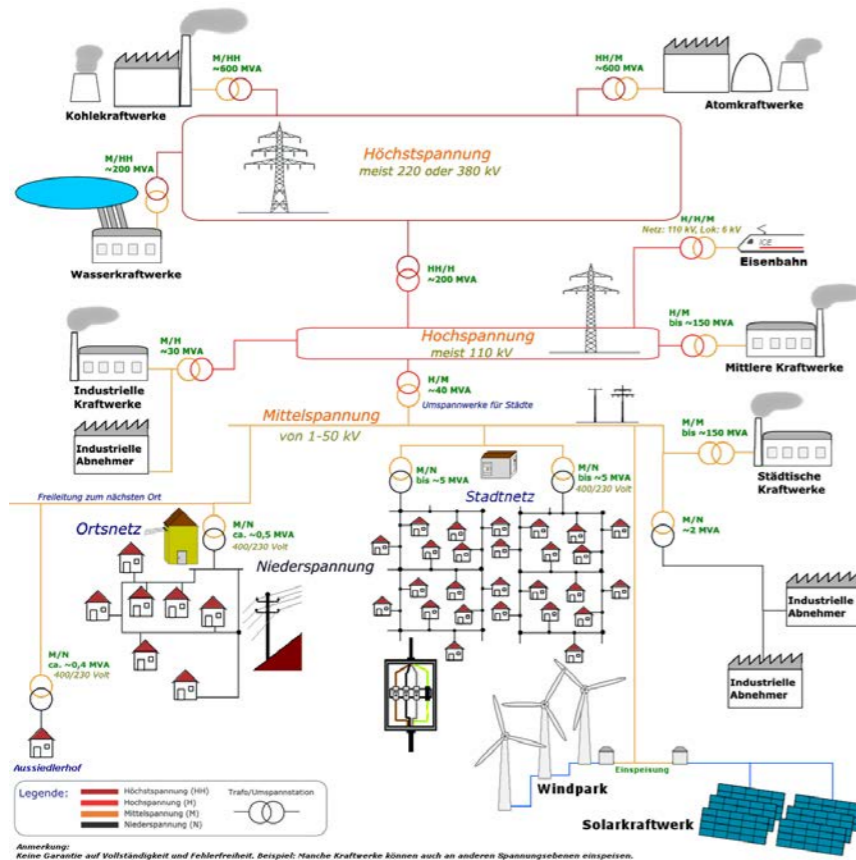 M/HH
~600 MVA
Kohlekraftwerke
HH/M
~600 MVA
Atomkraftwerke
Höchstspannung
meist 220 oder 380 kV
M/HH
~200 MVA
Wasserkraftwerke
H/H/M
Netz: 110 kV, Lok: 6 kV
ICE
Eisenbahn
HH/H
~200 MVA
M/H
~30 MVA
Industrielle
Kraftwerke
Hochspannung
meist 110 kV
H/M
bis ~150 MVA
Mittlere Kraftwerke
H/M
~40 MVA
Umspannwerke für Städte
Industrielle
Abnehmer
Mittelspannung
von 1-50 kV
M/M
bis ~150 MVA
Städtische
Kraftwerke
M/N
bis ~5 MVA
M/N
bis ~5 MVA
400/230 Volt
Stadtnetz
Freileitung zum nächsten Ort
Ortsnetz
M/N
ca. ~0,5 MVA
400/230 Volt
Niederspannung
M/N
~2 MVA
Industrielle
Abnehmer
Industrielle
Abnehmer
M/N
ca. ~0,4 MVA
400/230 Volt
Aussiedlerhof
Windpark
Einspeisung
Solarkraftwerk
Legende:
Höchstspannung (HH)
Hochspannung (H)
Mittelspannung (M)
Niederspannung (N)
Trafo/Umspannstation
Anmerkung:
Keine Garantie auf Vollständigkeit und Fehlerfreiheit. Beispiel: Manche Kraftwerke können auch an anderen Spannungsebenen einspeisen.